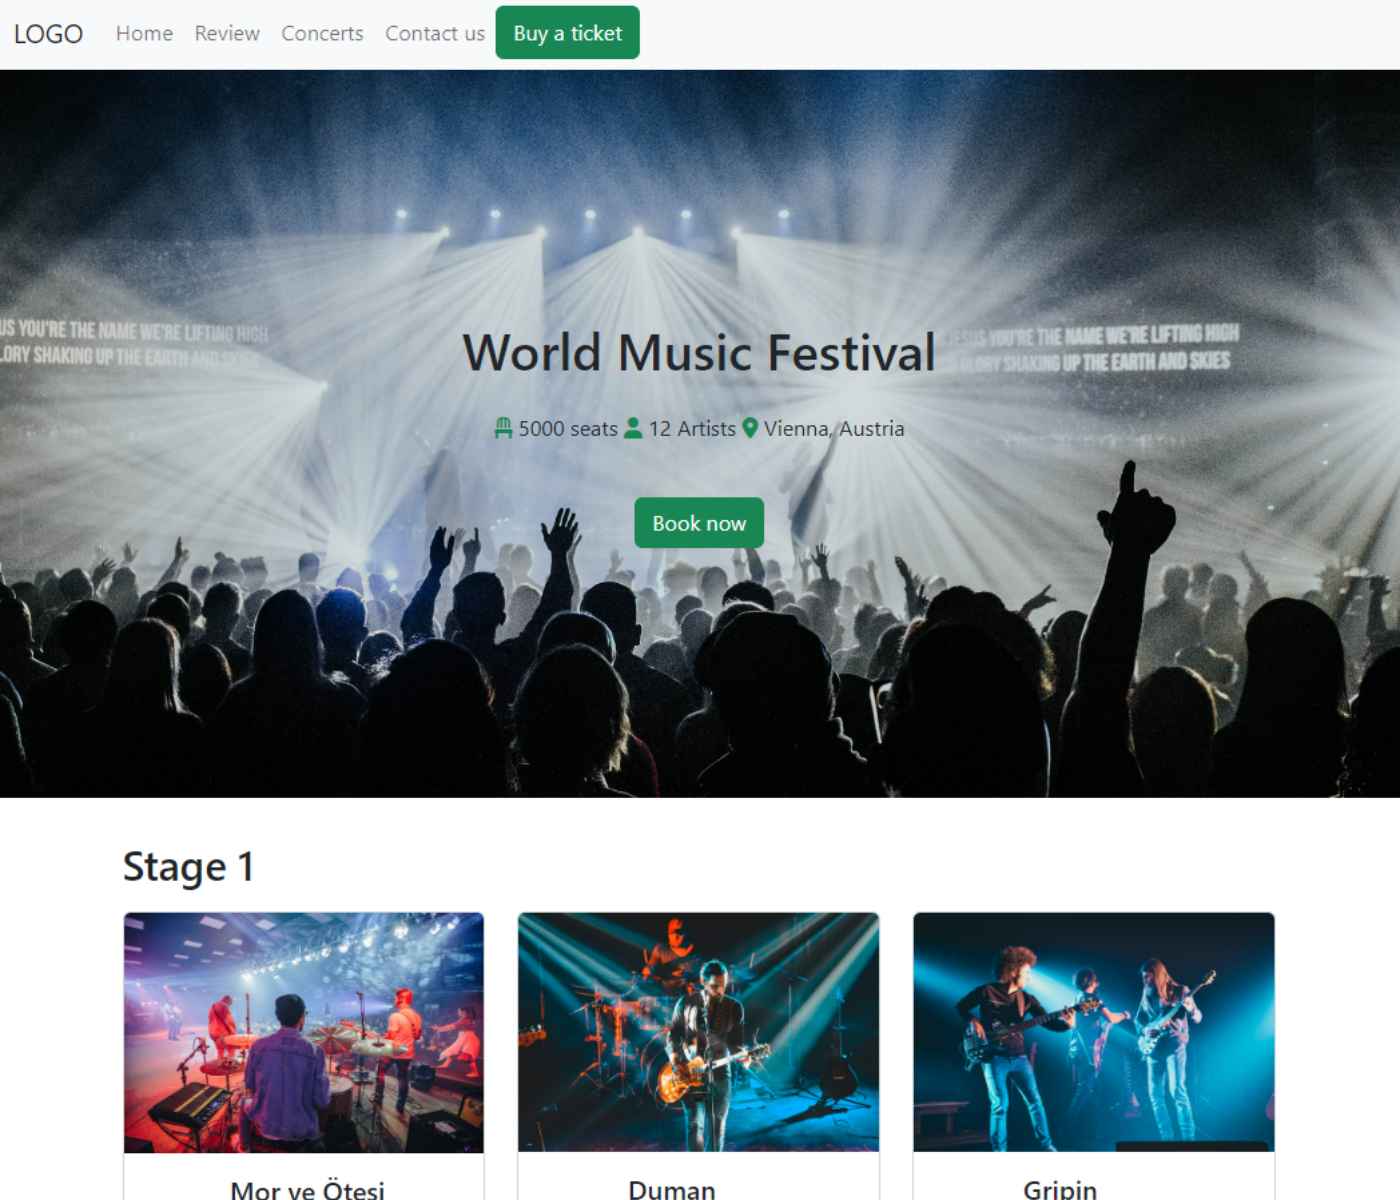 LOGO Home Review Concerts Contact us Buy a ticket
US YOU'RE THE NAME WE'RE LIFTING HIGH
LORY SHAKING UP THE EARTH AND SKIES
JESUS YOU'RE THE NAME WE'RE LIFTING HIGH
GLORY SHAKING UP THE EARTH AND SKIES
World Music Festival
5000 seats 12 Artists Vienna, Austria
Book now
Stage 1
Mor ve Ötesi Duman Gripin